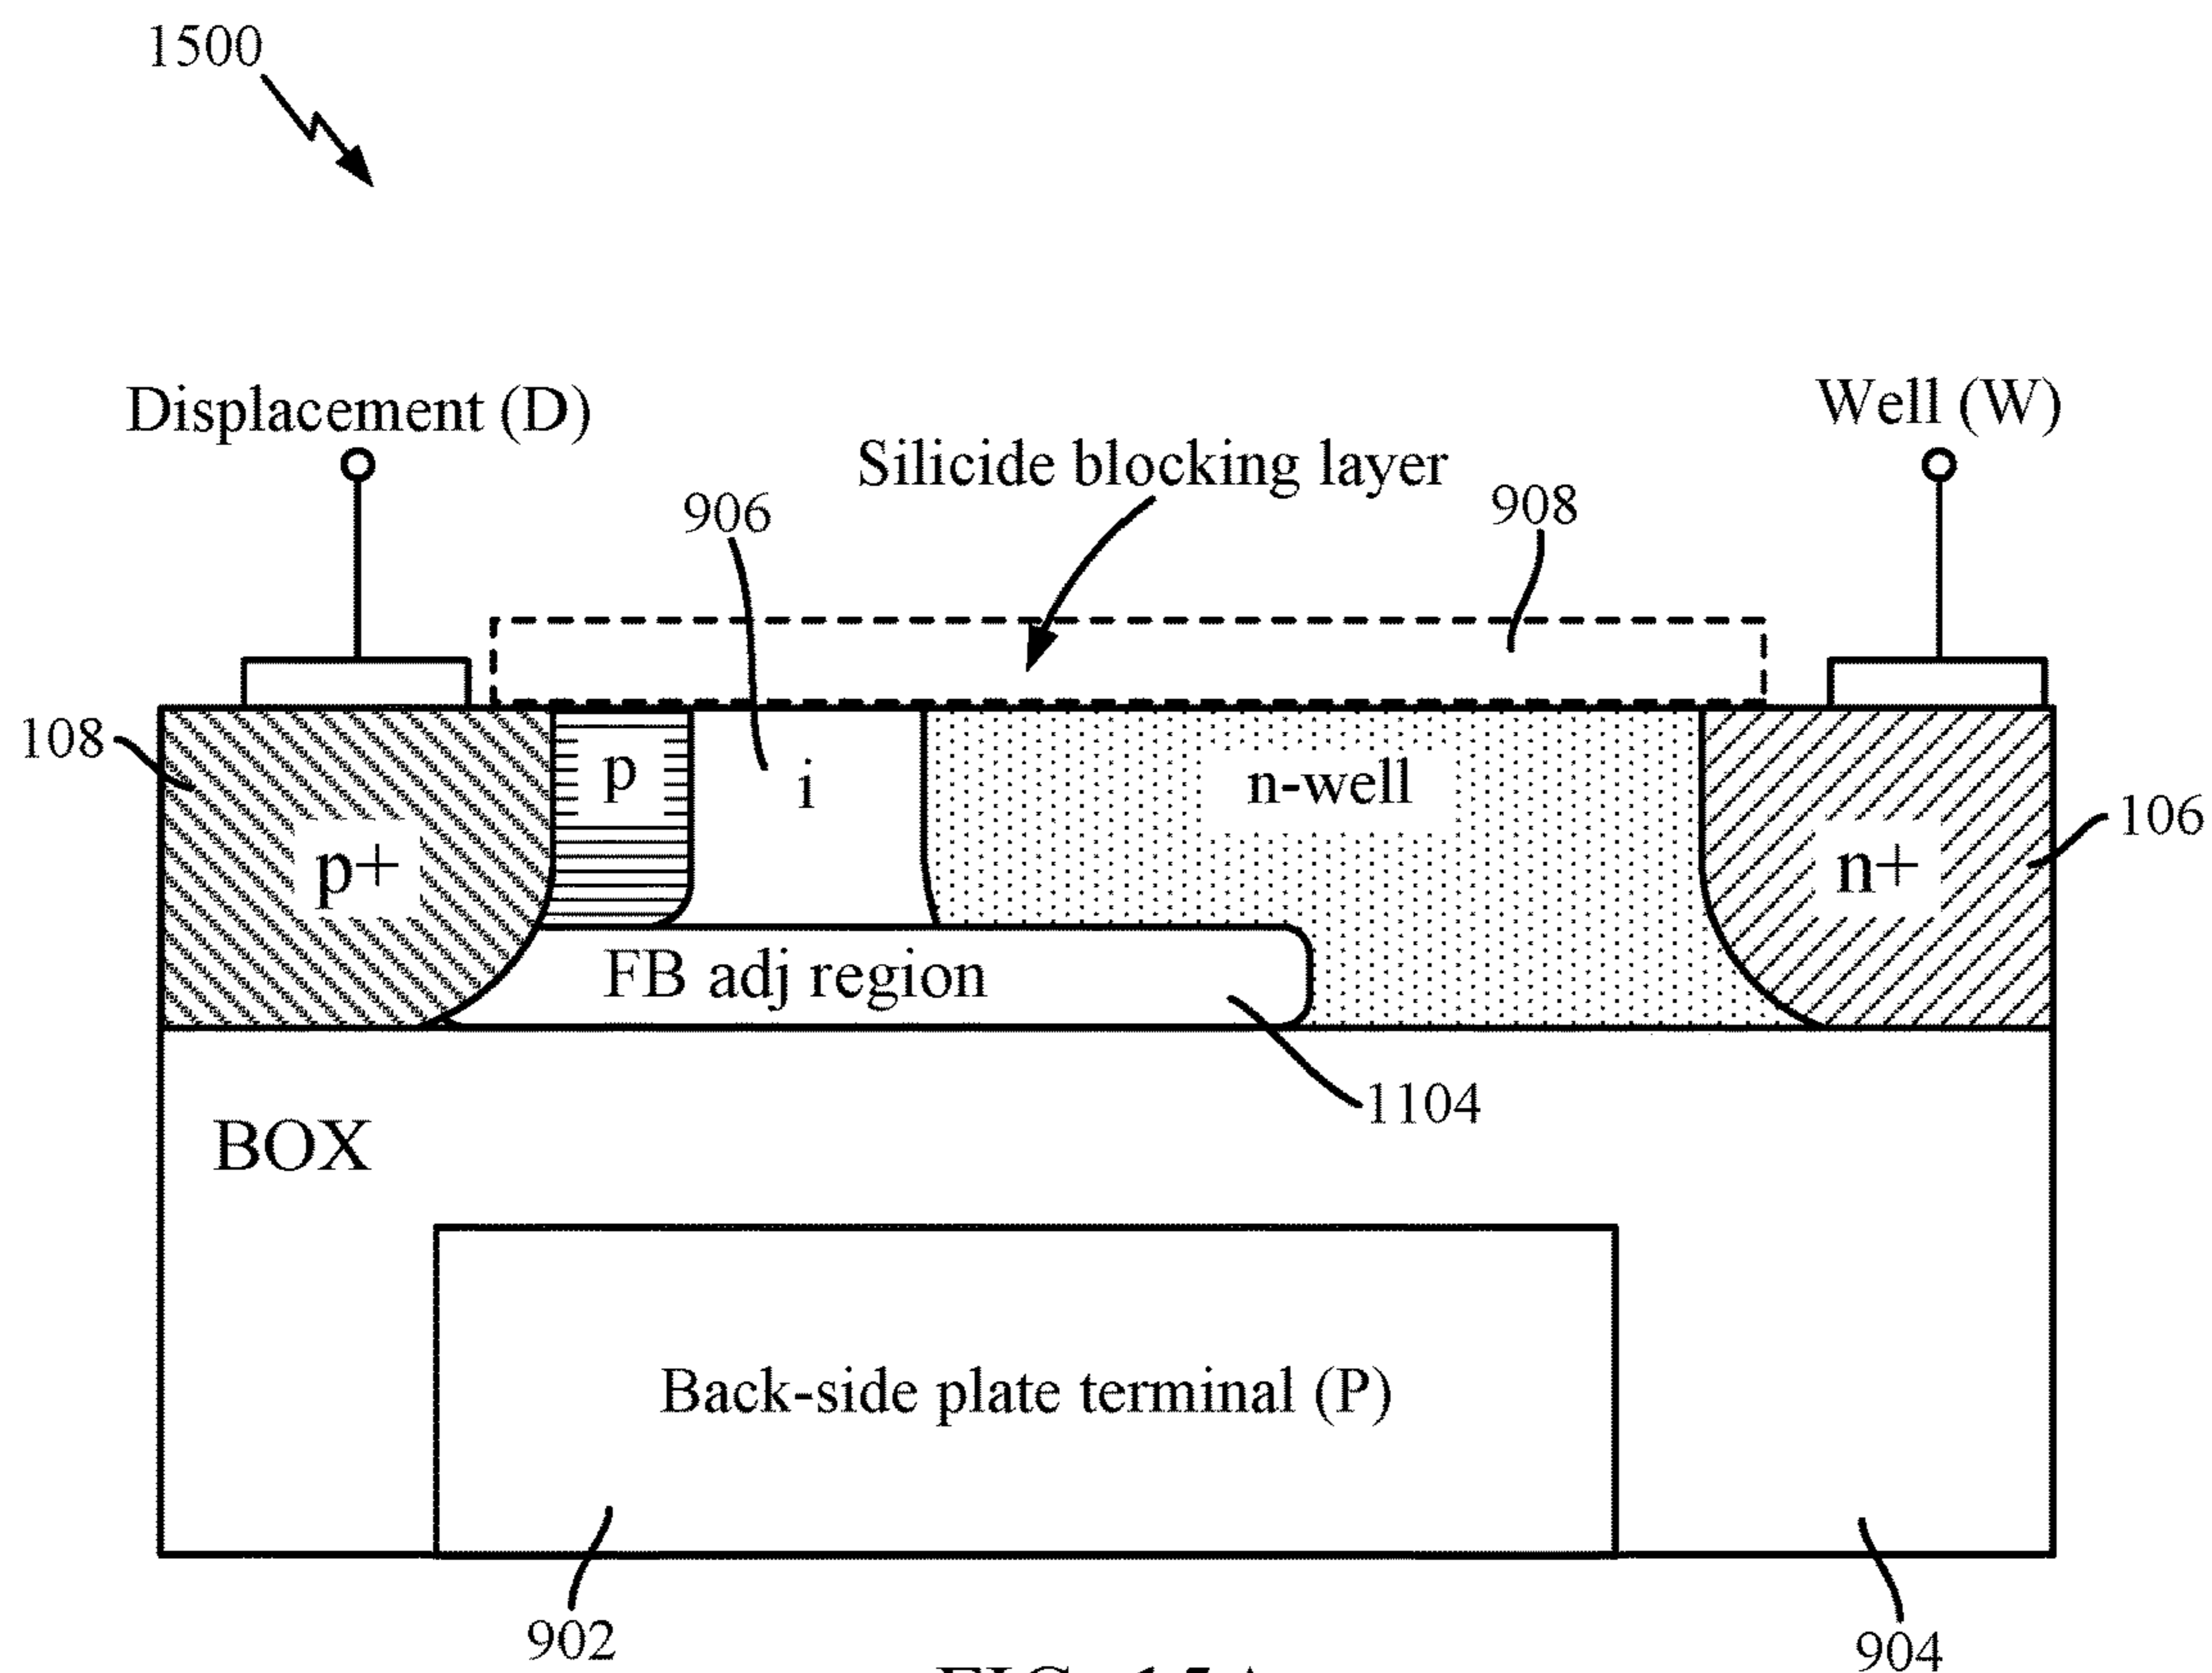 1500
Displacement (D)
Well (W)
Silicide blocking layer
906
908
108
p
i
n-well
p+
n+
106
FB adj region
1104
BOX
Back-side plate terminal (P)
902
904